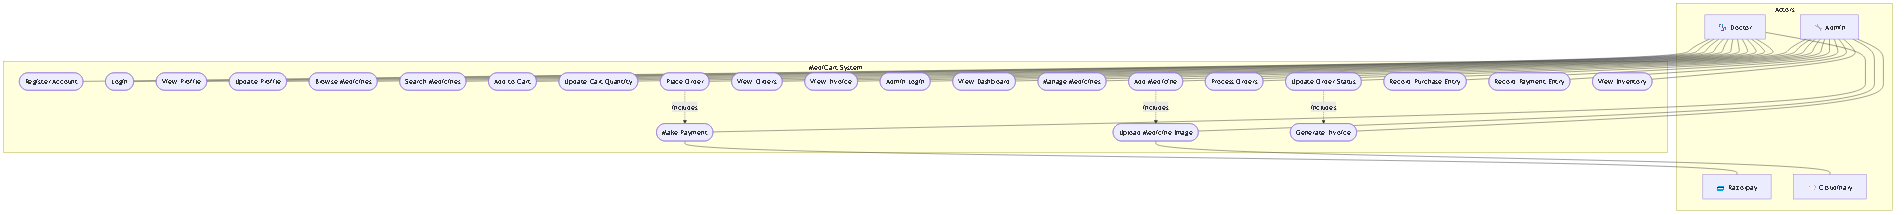 Actors
Doctor
Admin
MediCart System
Register Account
Login
View Profile
Update Profile
Browse Medicines
Search Medicines
Add to Cart
Update Cart Quantity
Place Order
View Orders
View Invoice
Admin Login
View Dashboard
Manage Medicines
Add Medicine
Process Orders
Update Order Status
Record Purchase Entry
Record Payment Entry
View Inventory
includes
includes
includes
Make Payment
Upload Medicine Image
Generate Invoice
Razorpay
Cloudinary